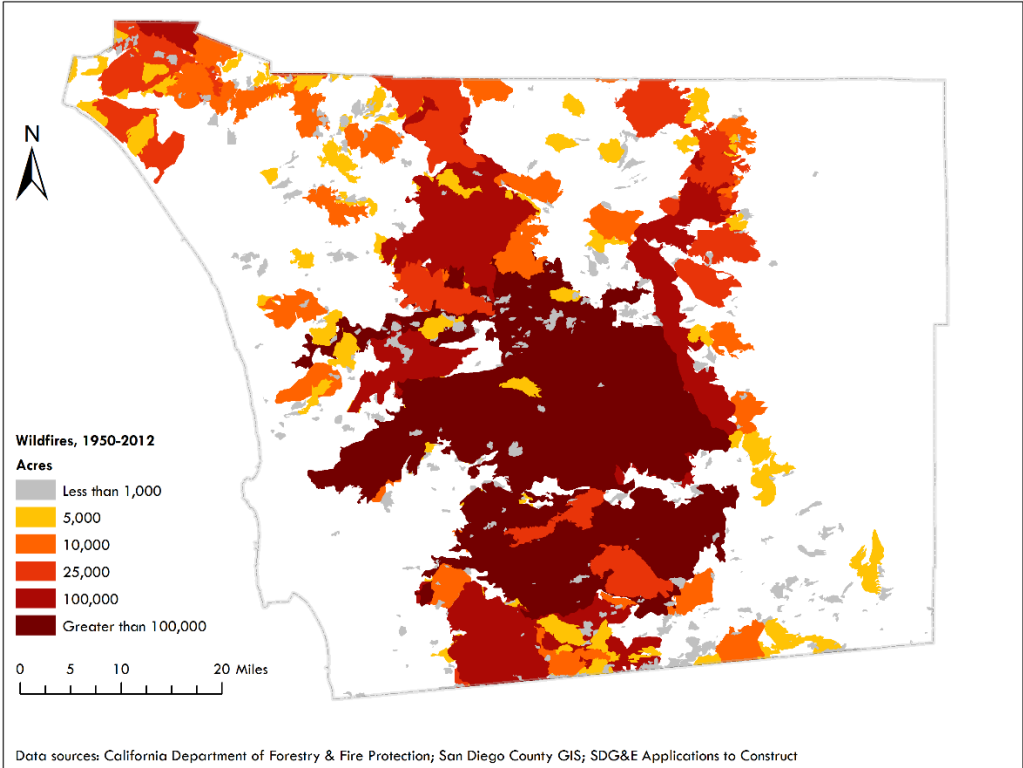 N
Wildfires, 1950-2012
Acres
Less than 1,000
5,000
10,000
25,000
100,000
Greater than 100,000
0 5 10 20 Miles
Data sources: California Department of Forestry & Fire Protection; San Diego County GIS; SDG&E Applications to Construct